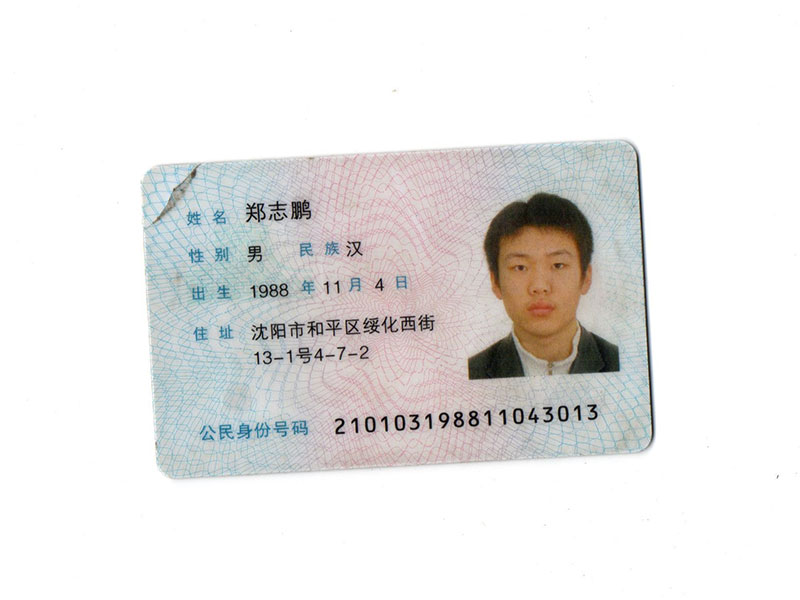 姓名 郑志鹏
性别 男 民族 汉
出生 1988 年 11 月 4 日
住址 沈阳市和平区绥化西街
13-1号4-7-2
公民身份号码 210103198811043013